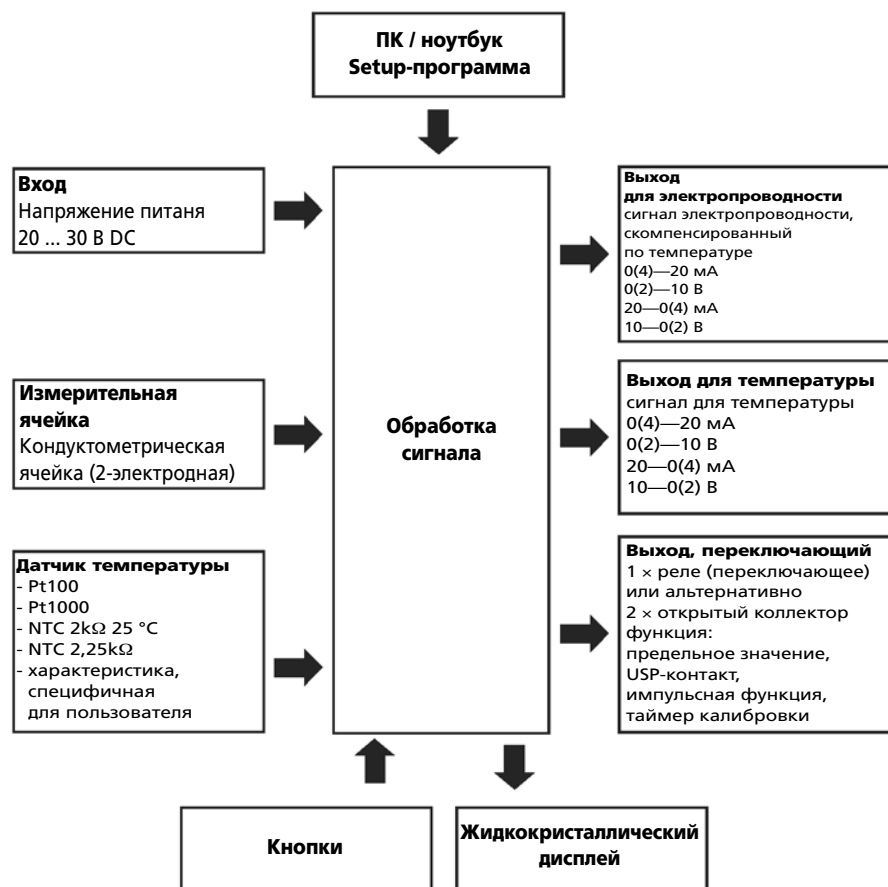 ПК / ноутбук
Setup-программа
Вход
Напряжение питаня
20 ... 30 В DC
Измерительная
ячейка
Кондуктометрическая
ячейка (2-электродная)
Датчик температуры
- Pt100
- Pt1000
- NTC 2kΩ 25 °C
- NTC 2,25kΩ
- характеристика,
специфичная
для пользователя
Обработка
сигнала
Выход
для электропроводности
сигнал электропроводности,
скомпенсированный
по температуре
0(4)—20 мА
0(2)—10 В
20—0(4) мА
10—0(2) В
Выход для температуры
сигнал для температуры
0(4)—20 мА
0(2)—10 В
20—0(4) мА
10—0(2) В
Выход, переключающий
1 × реле (переключающее)
или альтернативно
2 × открытый коллектор
функция:
предельное значение,
USP-контакт,
импульсная функция,
таймер калибровки
Кнопки
Жидкокристаллический
дисплей